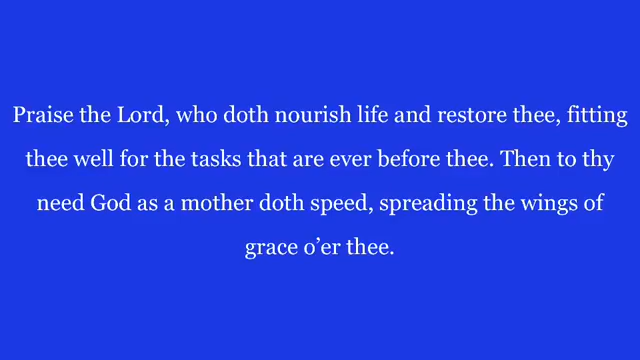 Praise the Lord, who doth nourish life and restore thee, fitting
thee well for the tasks that are ever before thee. Then to thy
need God as a mother doth speed, spreading the wings of
grace o’er thee.